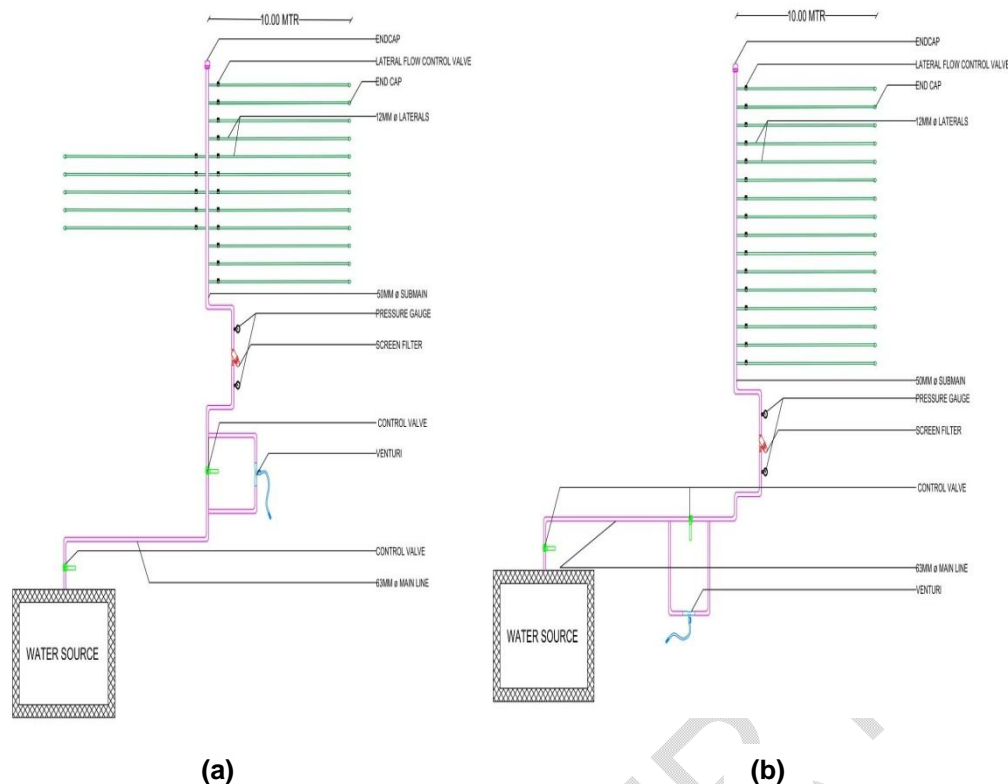 10.00 MTR
ENDCAP
LATERAL FLOW CONTROL VALVE
END CAP
12MM ø LATERALS
50MM ø SUBMAIN
PRESSURE GAUGE
SCREEN FILTER
CONTROL VALVE
VENTURI
CONTROL VALVE
63MM ø MAIN LINE
WATER SOURCE
(a)
10.00 MTR
ENDCAP
LATERAL FLOW CONTROL VALVE
END CAP
12MM ø LATERALS
50MM ø SUBMAIN
PRESSURE GAUGE
SCREEN FILTER
CONTROL VALVE
63MM ø MAIN LINE
VENTURI
WATER SOURCE
(b)